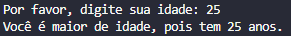 Por favor, digite sua idade: 25
Você é maior de idade, pois tem 25 anos.